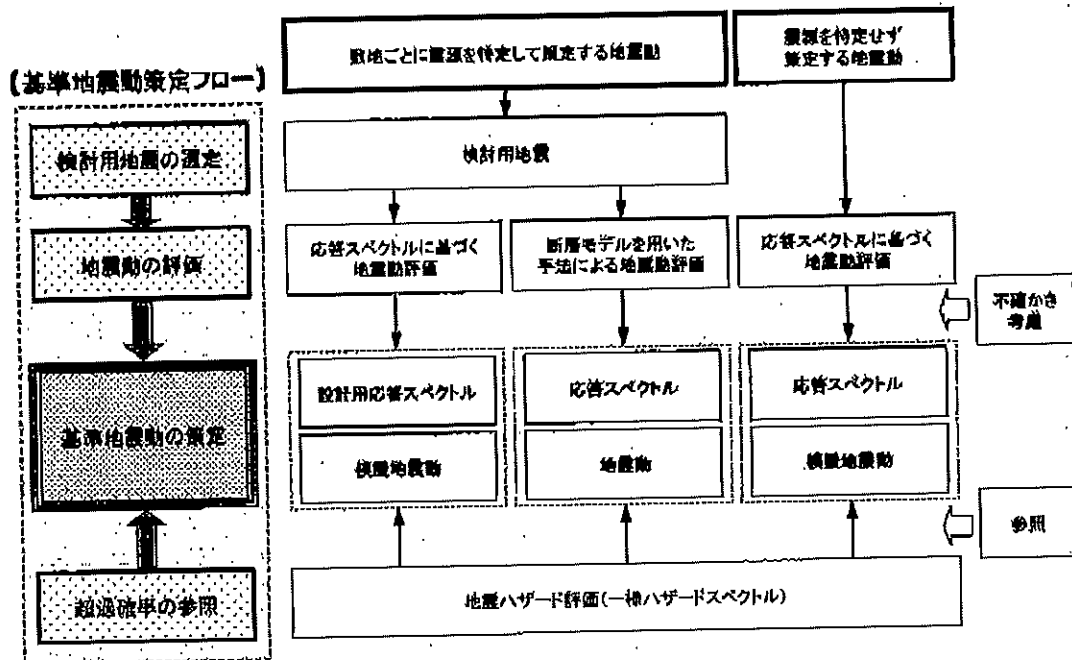 敷地ごとに震源を特定して策定する地震動
震源を特定せず
策定する地震動
【基準地震動策定フロー】
検討用地震の選定
検討用地震
地震動の評価
応答スペクトルに基づく
地震動評価
断層モデルを用いた
手法による地震動評価
応答スペクトルに基づく
地震動評価
不確かさ
考慮
基準地震動の策定
設計用応答スペクトル
模擬地震動
応答スペクトル
地震動
応答スペクトル
模擬地震動
参照
超過確率の参照
地震ハザード評価(一様ハザードスペクトル)